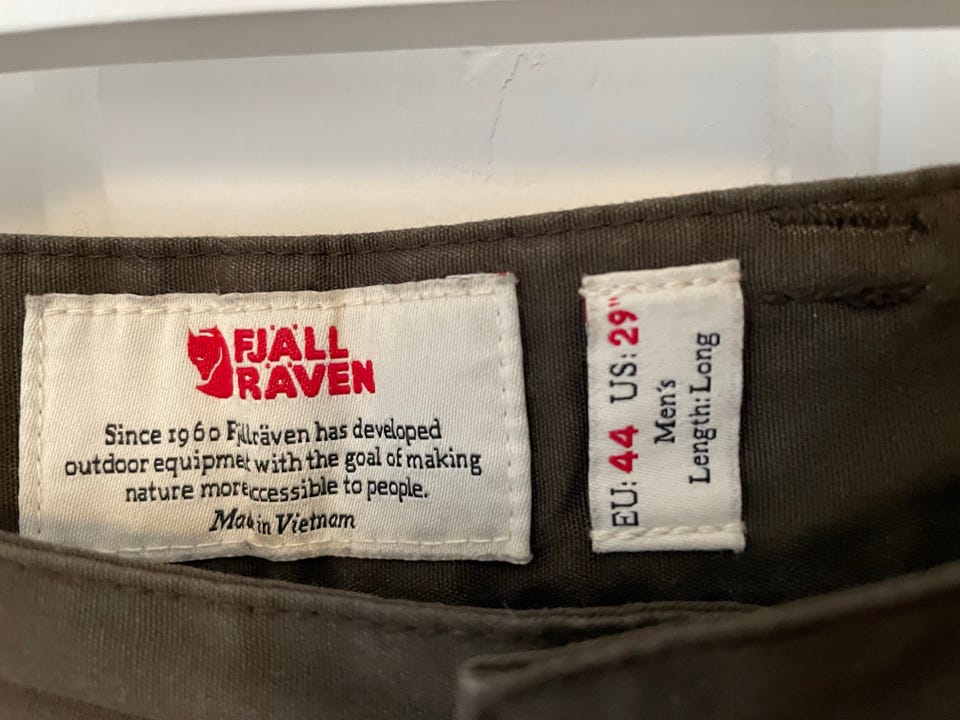 FJÄLL
RÄVEN
Since 1960 Fjällräven has developed
outdoor equipment with the goal of making
nature more accessible to people.
Made in Vietnam
EU: 44 US: 29"
Men's
Length: Long